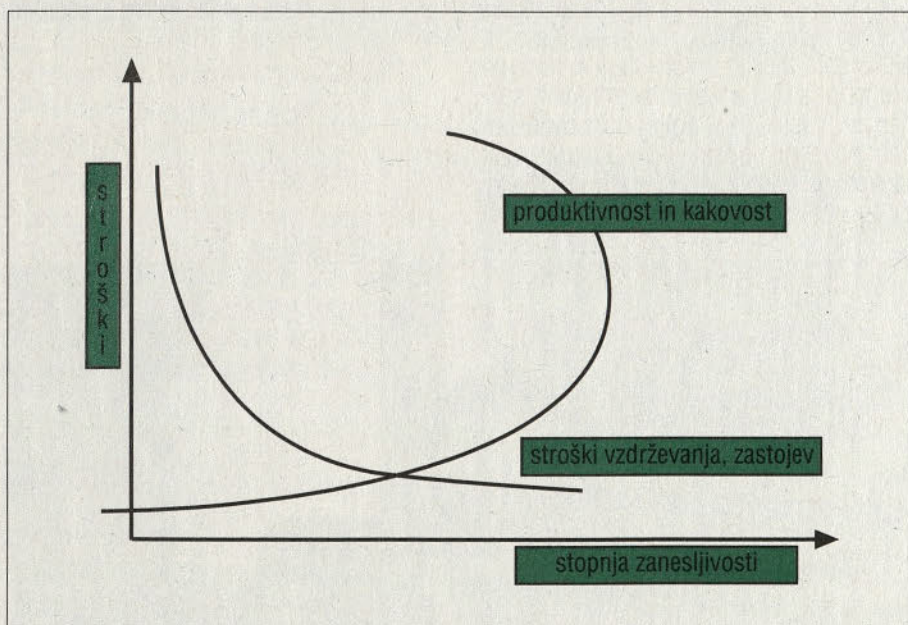 stroški
produktivnost in kakovost
stroški vzdrževanja, zastojev
stopnja zanesljivosti